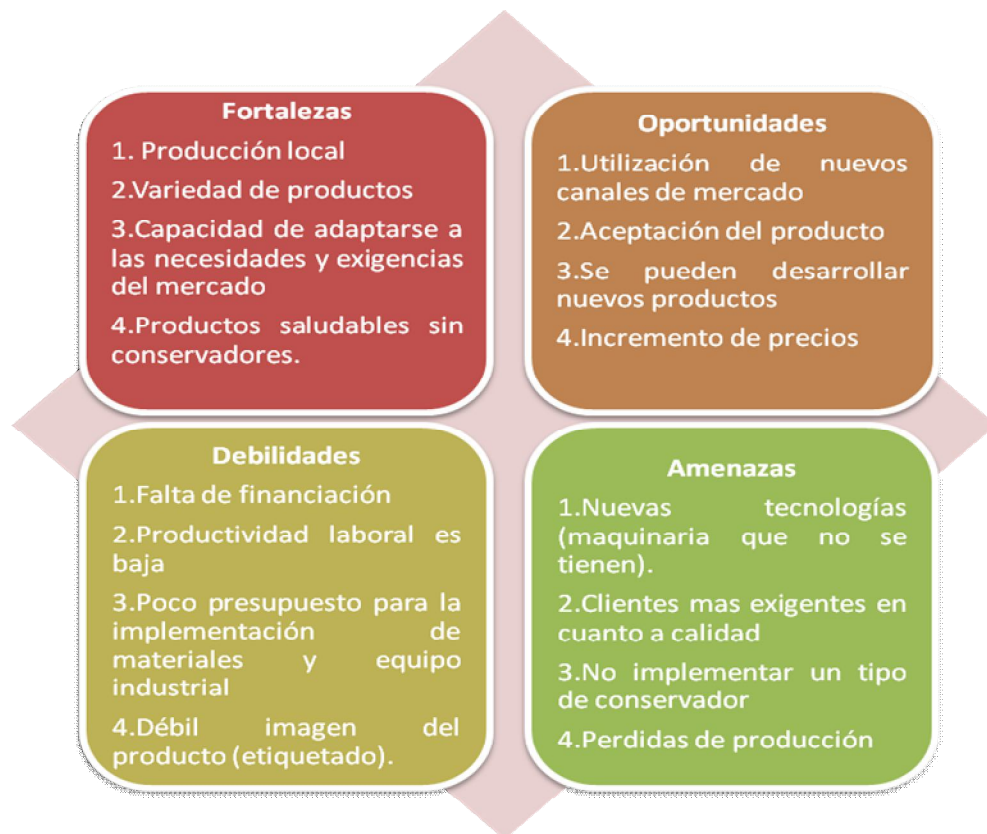 Fortalezas
1. Producción local
2.Variedad de productos
3.Capacidad de adaptarse a
las necesidades y exigencias
del mercado
4.Productos saludables sin
conservadores.
Oportunidades
1.Utilización de nuevos
canales de mercado
2.Aceptación del producto
3.Se pueden desarrollar
nuevos productos
4.Incremento de precios
Debilidades
1.Falta de financiación
2.Productividad laboral es
baja
3.Poco presupuesto para la
implementación de
materiales y equipo
industrial
4.Débil imagen del
producto (etiquetado).
Amenazas
1.Nuevas tecnologías
(maquinaria que no se
tienen).
2.Clientes mas exigentes en
cuanto a calidad
3.No implementar un tipo
de conservador
4.Perdidas de producción